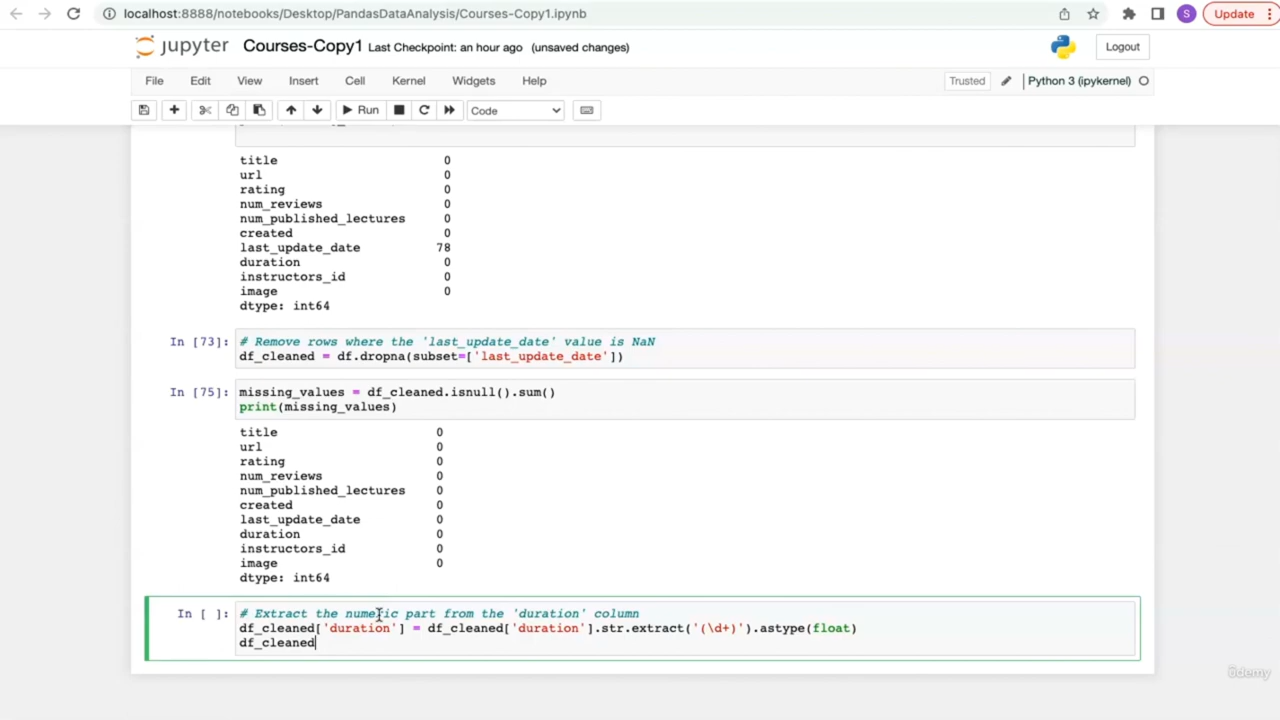 localhost:8888/notebooks/Desktop/PandasDataAnalysis/Courses-Copy1.ipynb
S
Update
jupyter Courses-Copy1 Last Checkpoint: an hour ago (unsaved changes)
Logout
File Edit View Insert Cell Kernel Widgets Help
Trusted
Python 3 (ipykernel)
Run
Code
title 0
url 0
rating 0
num_reviews 0
num_published_lectures 0
created 0
last_update_date 78
duration 0
instructors_id 0
image 0
dtype: int64
In [73]: # Remove rows where the 'last_update_date' value is NaN
df_cleaned = df.dropna(subset=['last_update_date'])
In [75]: missing_values = df_cleaned.isnull().sum()
print(missing_values)
title 0
url 0
rating 0
num_reviews 0
num_published_lectures 0
created 0
last_update_date 0
duration 0
instructors_id 0
image 0
dtype: int64
In [ ]: # Extract the numeric part from the 'duration' column
df_cleaned['duration'] = df_cleaned['duration'].str.extract('(\d+)').astype(float)
df_cleaned
ûdemy